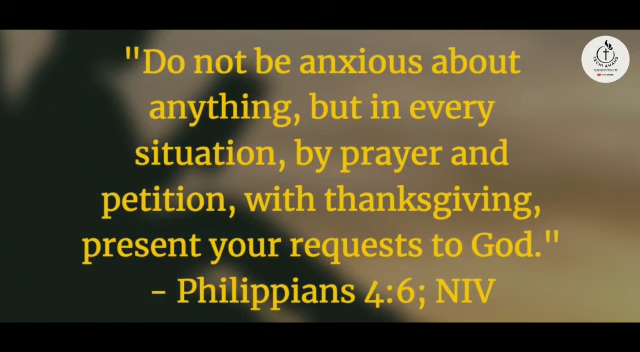 "Do not be anxious about
anything, but in every
situation, by prayer and
petition, with thanksgiving,
present your requests to God."
- Philippians 4:6; NIV